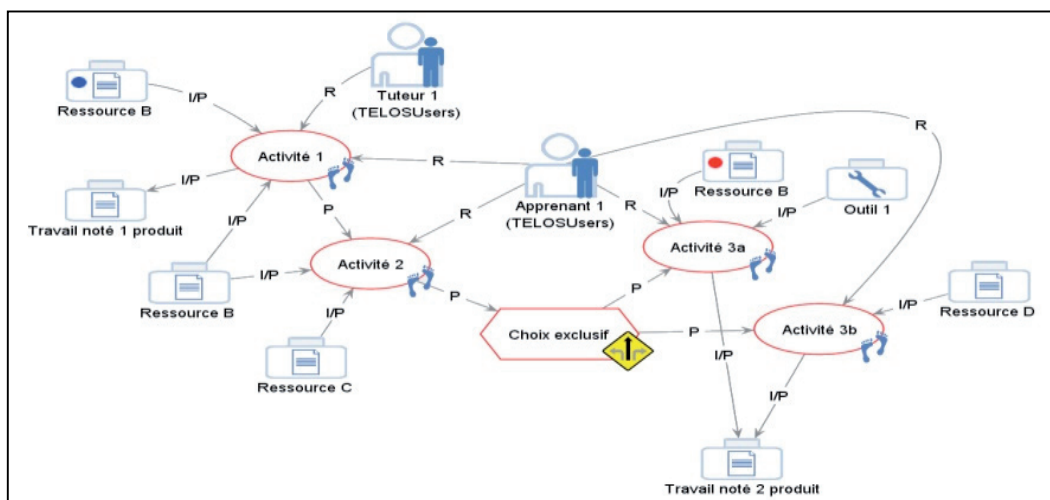 Tuteur 1
(TELOSUsers)
I/P
R
Ressource B
R
Activité 1
R
I/P
Ressource B
I/P
P
Apprenant 1
(TELOSUsers)
I/P
Outil 1
Travail noté 1 produit
I/P
R
R
I/P
Activité 3a
Activité 2
I/P
P
P
I/P
Ressource B
I/P
Choix exclusif
P
Activité 3b
Ressource D
I/P
Ressource C
I/P
Travail noté 2 produit